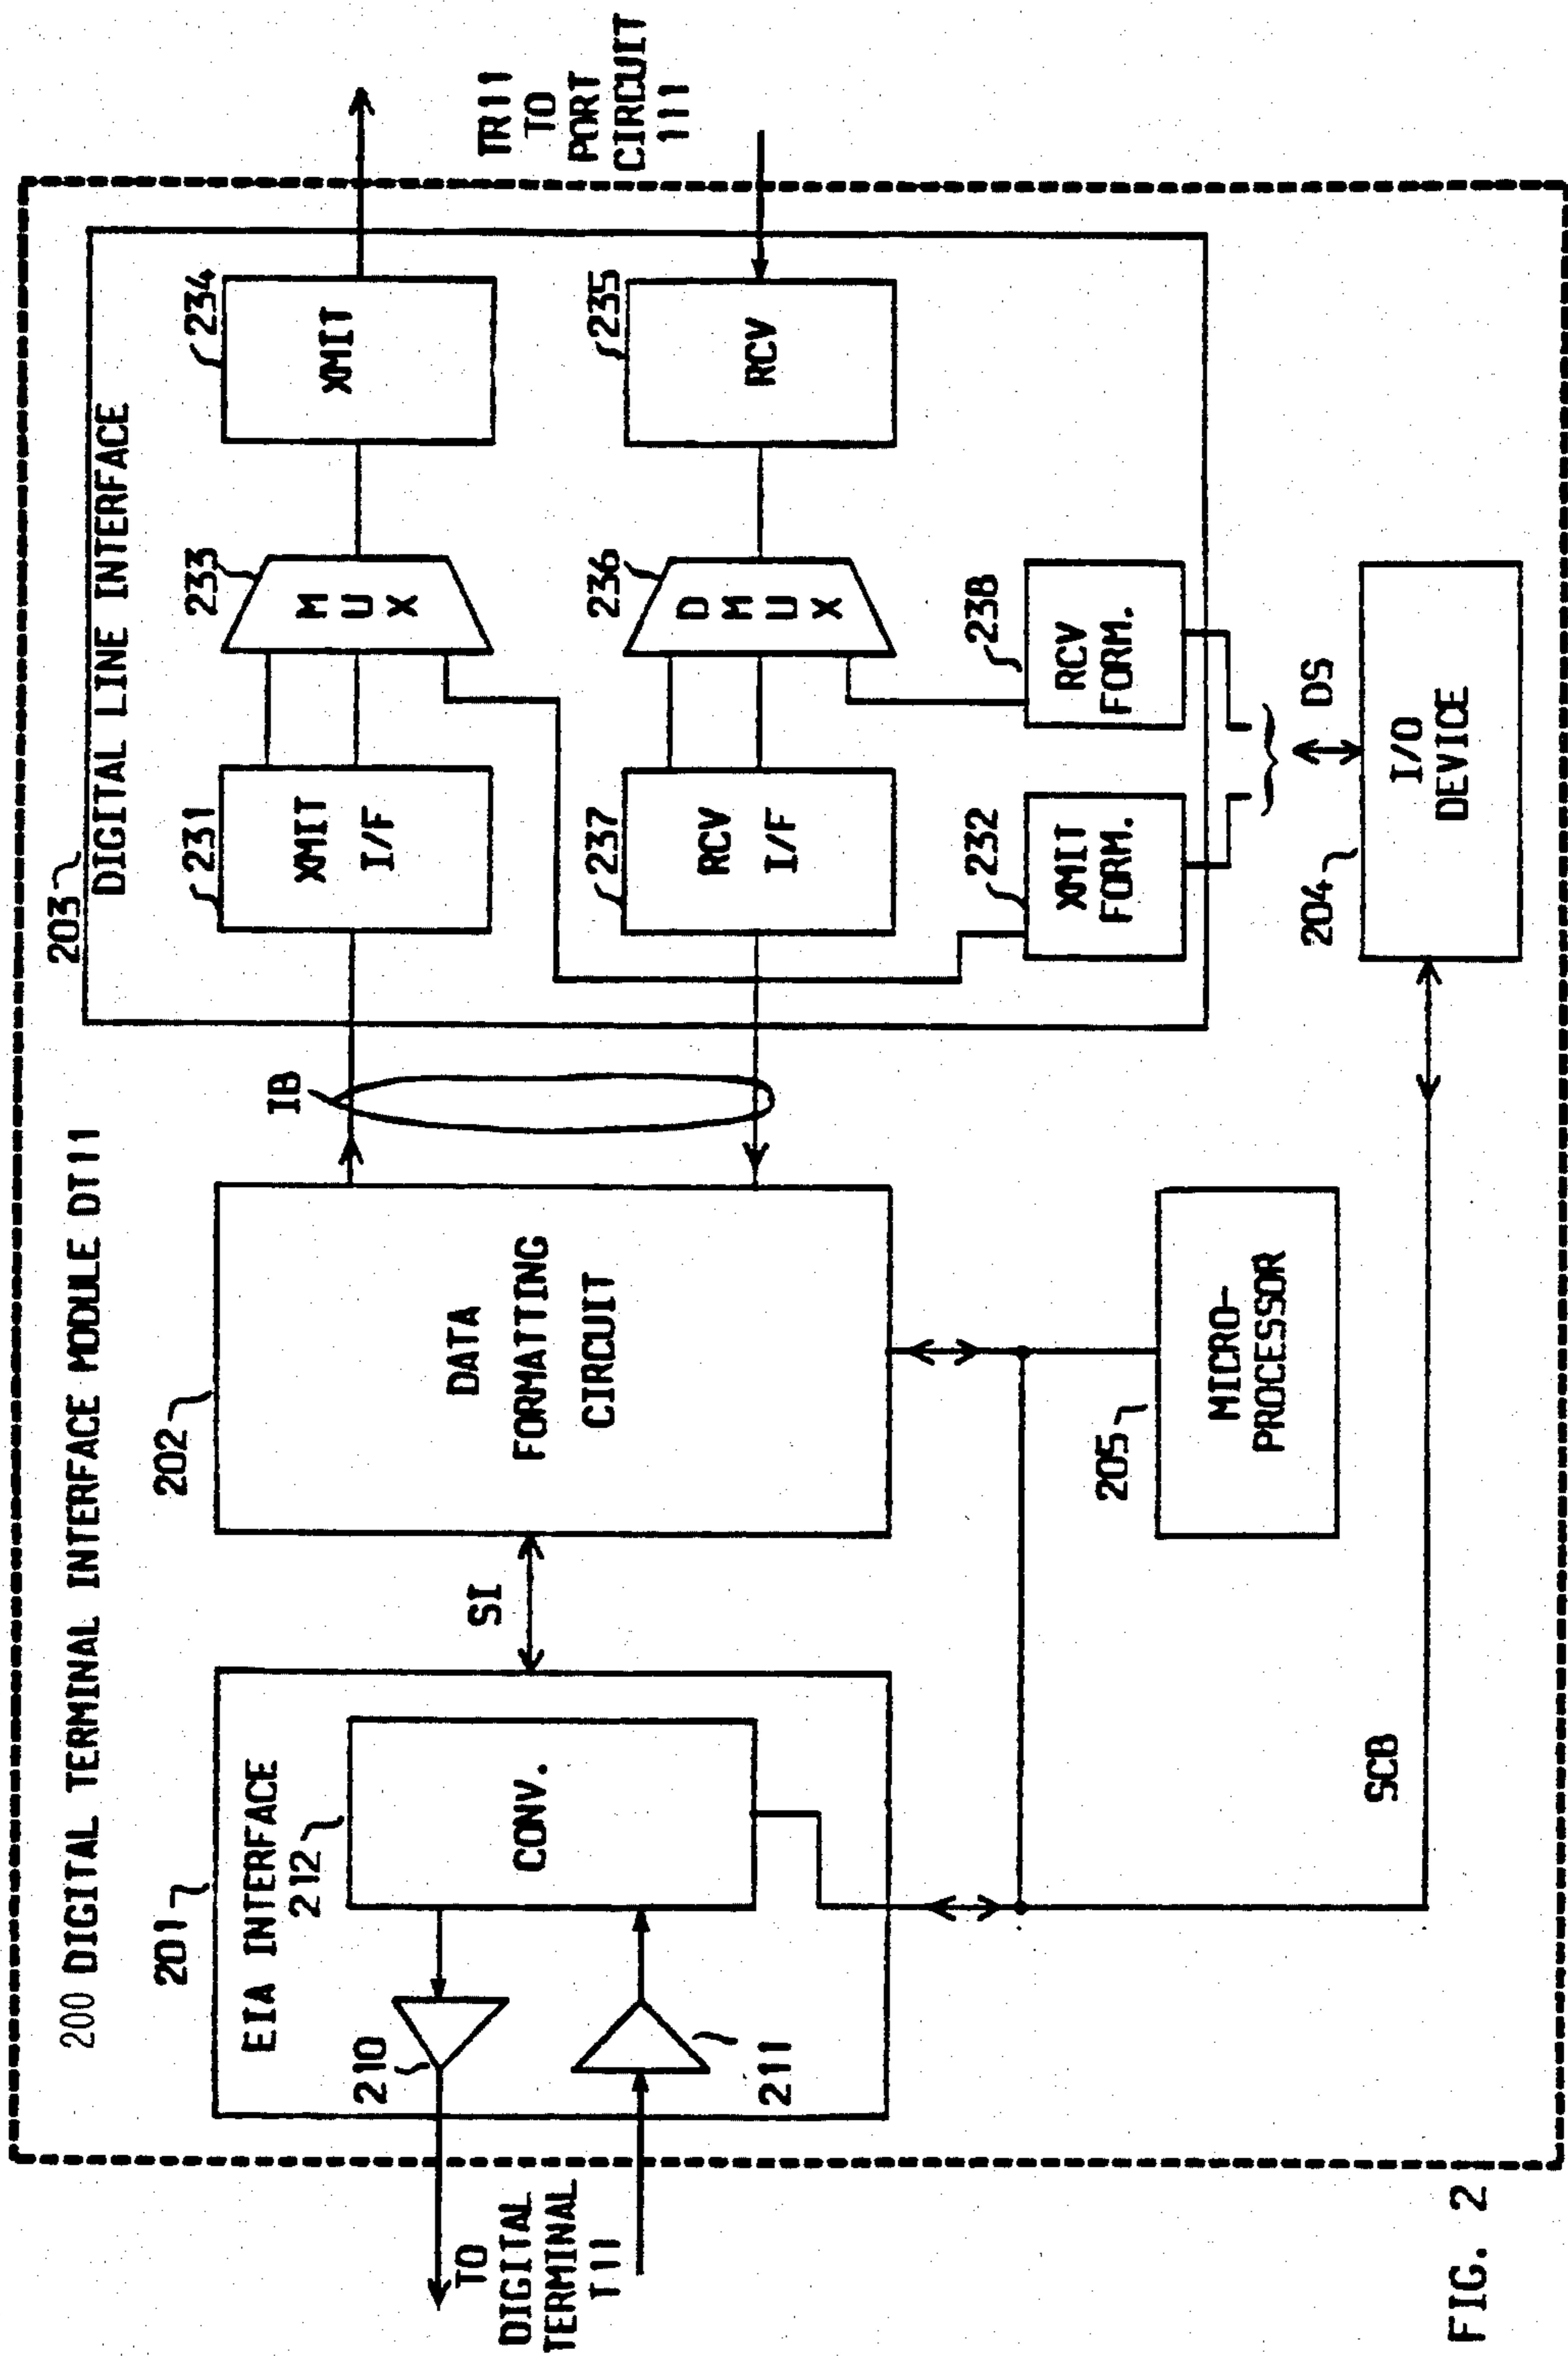 200 DIGITAL TERMINAL INTERFACE MODULE DT11
201
EIA INTERFACE
212
CONV.
210
211
TO
DIGITAL
TERMINAL
T11
SI
202
DATA
FORMATTING
CIRCUIT
IB
203
DIGITAL LINE INTERFACE
231
XMIT
I/F
233
MUX
234
XMIT
237
RCV
I/F
236
DMUX
235
RCV
TR11
TO
PORT
CIRCUIT
111
232
XMIT
FORM.
238
RCV
FORM.
DS
204
I/O
DEVICE
205
MICRO-
PROCESSOR
SCB
FIG. 2